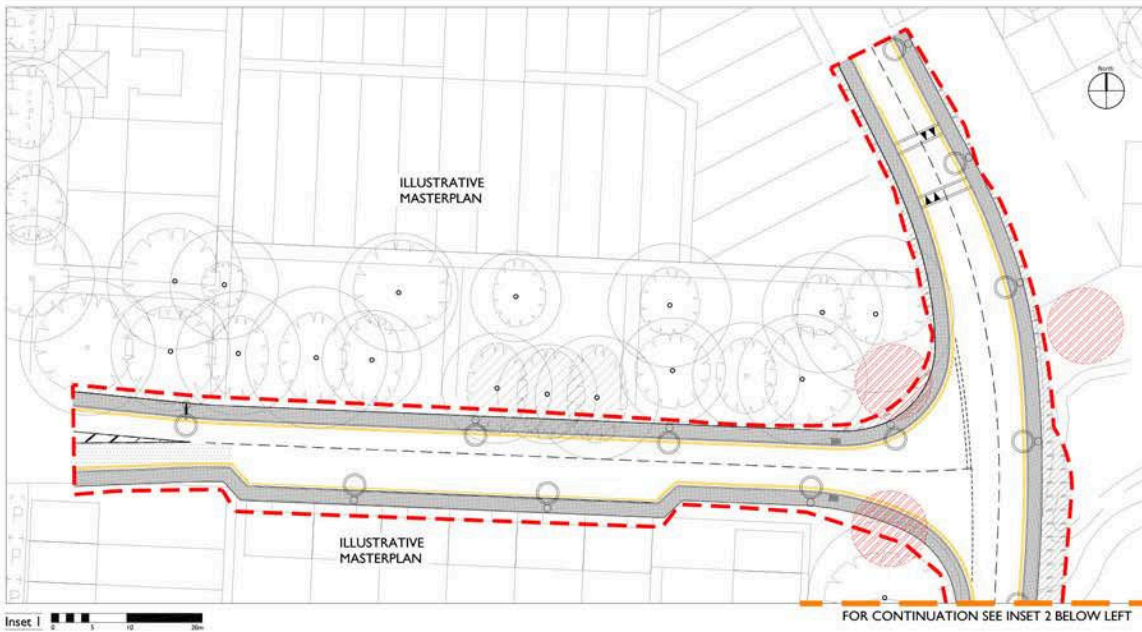 North
ILLUSTRATIVE
MASTERPLAN
ILLUSTRATIVE
MASTERPLAN
Inset 1
0 5 10 20m
FOR CONTINUATION SEE INSET 2 BELOW LEFT